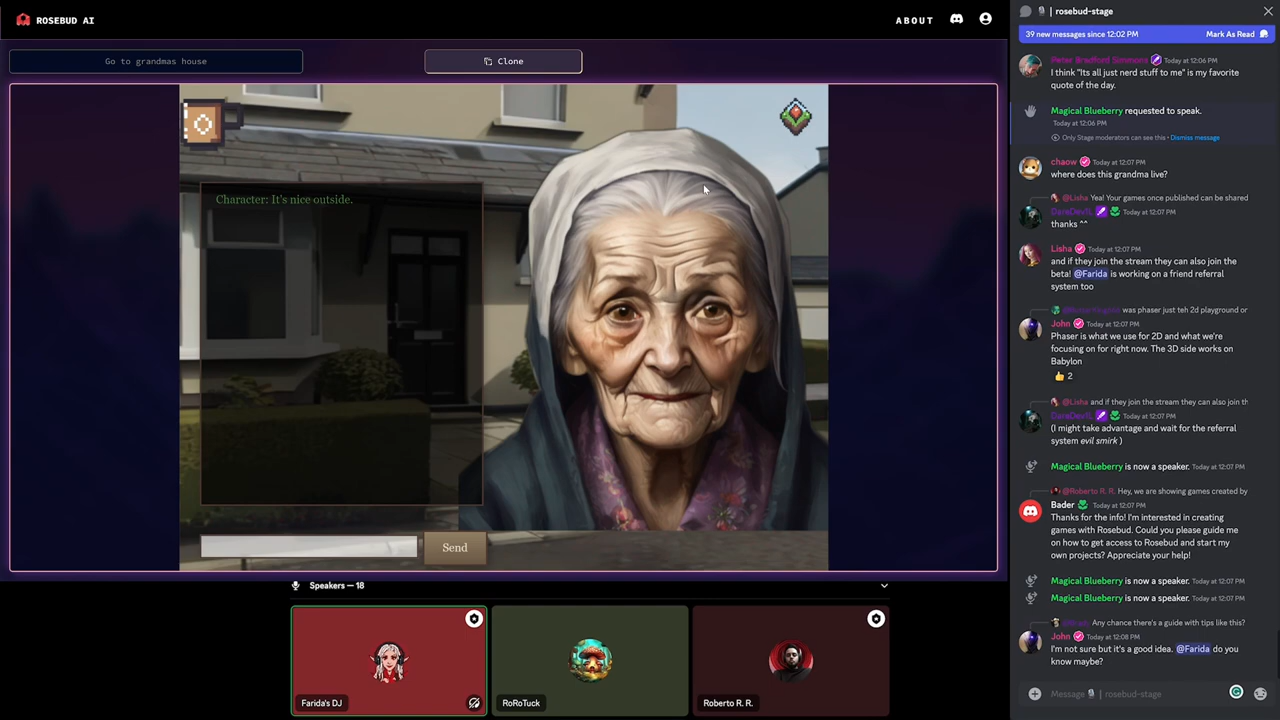 ROSEBUD AI
ABOUT
Go to grandmas house
Clone
Character: It's nice outside.
Send
Speakers — 18
Farida's DJ
RoRoTuck
Roberto R. R.
| rosebud-stage
39 new messages since 12:02 PM
Mark As Read
Peter Bradford Simmons Today at 12:06 PM
I think "Its all just nerd stuff to me" is my favorite
quote of the day.
Magical Blueberry requested to speak.
Today at 12:06 PM
Only Stage moderators can see this • Dismiss message
chaow Today at 12:07 PM
where does this grandma live?
@Lisha Yea! Your games once published can be shared
DareDev1L Today at 12:07 PM
thanks ^^
Lisha Today at 12:07 PM
and if they join the stream they can also join the
beta! @Farida is working on a friend referral
system too
was phaser just teh 2d playground or
John Today at 12:07 PM
Phaser is what we use for 2D and what we're
focusing on for right now. The 3D side works on
Babylon
2
@Lisha and if they join the stream they can also join th
DareDev1L Today at 12:07 PM
(I might take advantage and wait for the referral
system evil smirk )
Magical Blueberry is now a speaker. Today at 12:07 PM
@Roberto R. R. Hey, we are showing games created by
Bader Today at 12:07 PM
Thanks for the info! I'm interested in creating
games with Rosebud. Could you please guide me
on how to get access to Rosebud and start my
own projects? Appreciate your help!
Magical Blueberry is now a speaker. Today at 12:07 PM
Magical Blueberry is now a speaker. Today at 12:07 PM
Any chance there's a guide with tips like this?
John Today at 12:08 PM
I'm not sure but it's a good idea. @Farida do you
know maybe?
Message | rosebud-stage